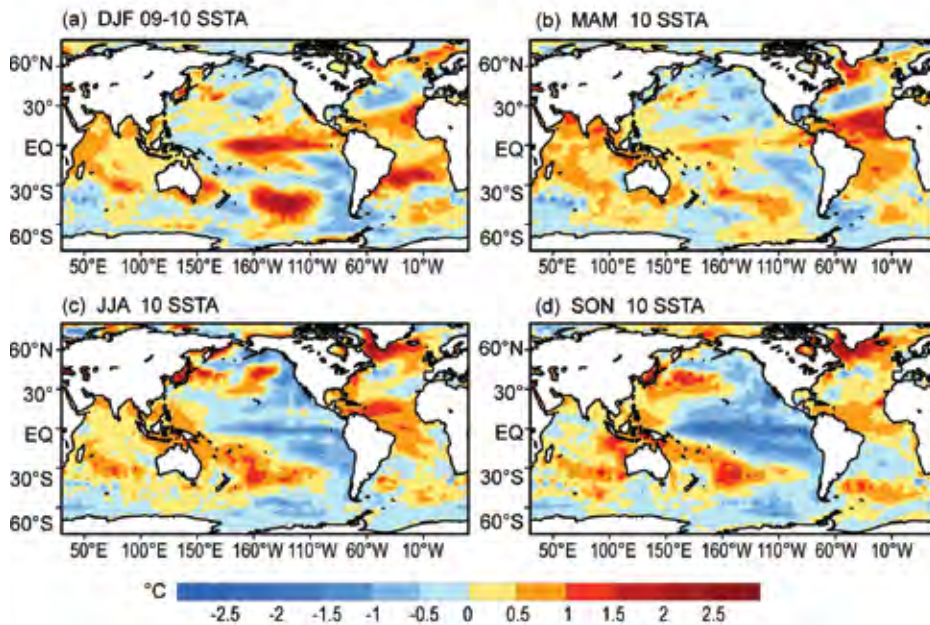 (a) DJF 09-10 SSTA
(b) MAM 10 SSTA
60°N
30°
EQ
30°S
60°S
60°N
30°
EQ
30°S
60°S
50°E 100°E 150°E 160°W 110°W 60°W 10°W
50°E 100°E 150°E 160°W 110°W 60°W 10°W
(c) JJA 10 SSTA
(d) SON 10 SSTA
60°N
30°
EQ
30°S
60°S
60°N
30°
EQ
30°S
60°S
50°E 100°E 150°E 160°W 110°W 60°W 10°W
50°E 100°E 150°E 160°W 110°W 60°W 10°W
°C
-2.5 -2 -1.5 -1 -0.5 0 0.5 1 1.5 2 2.5